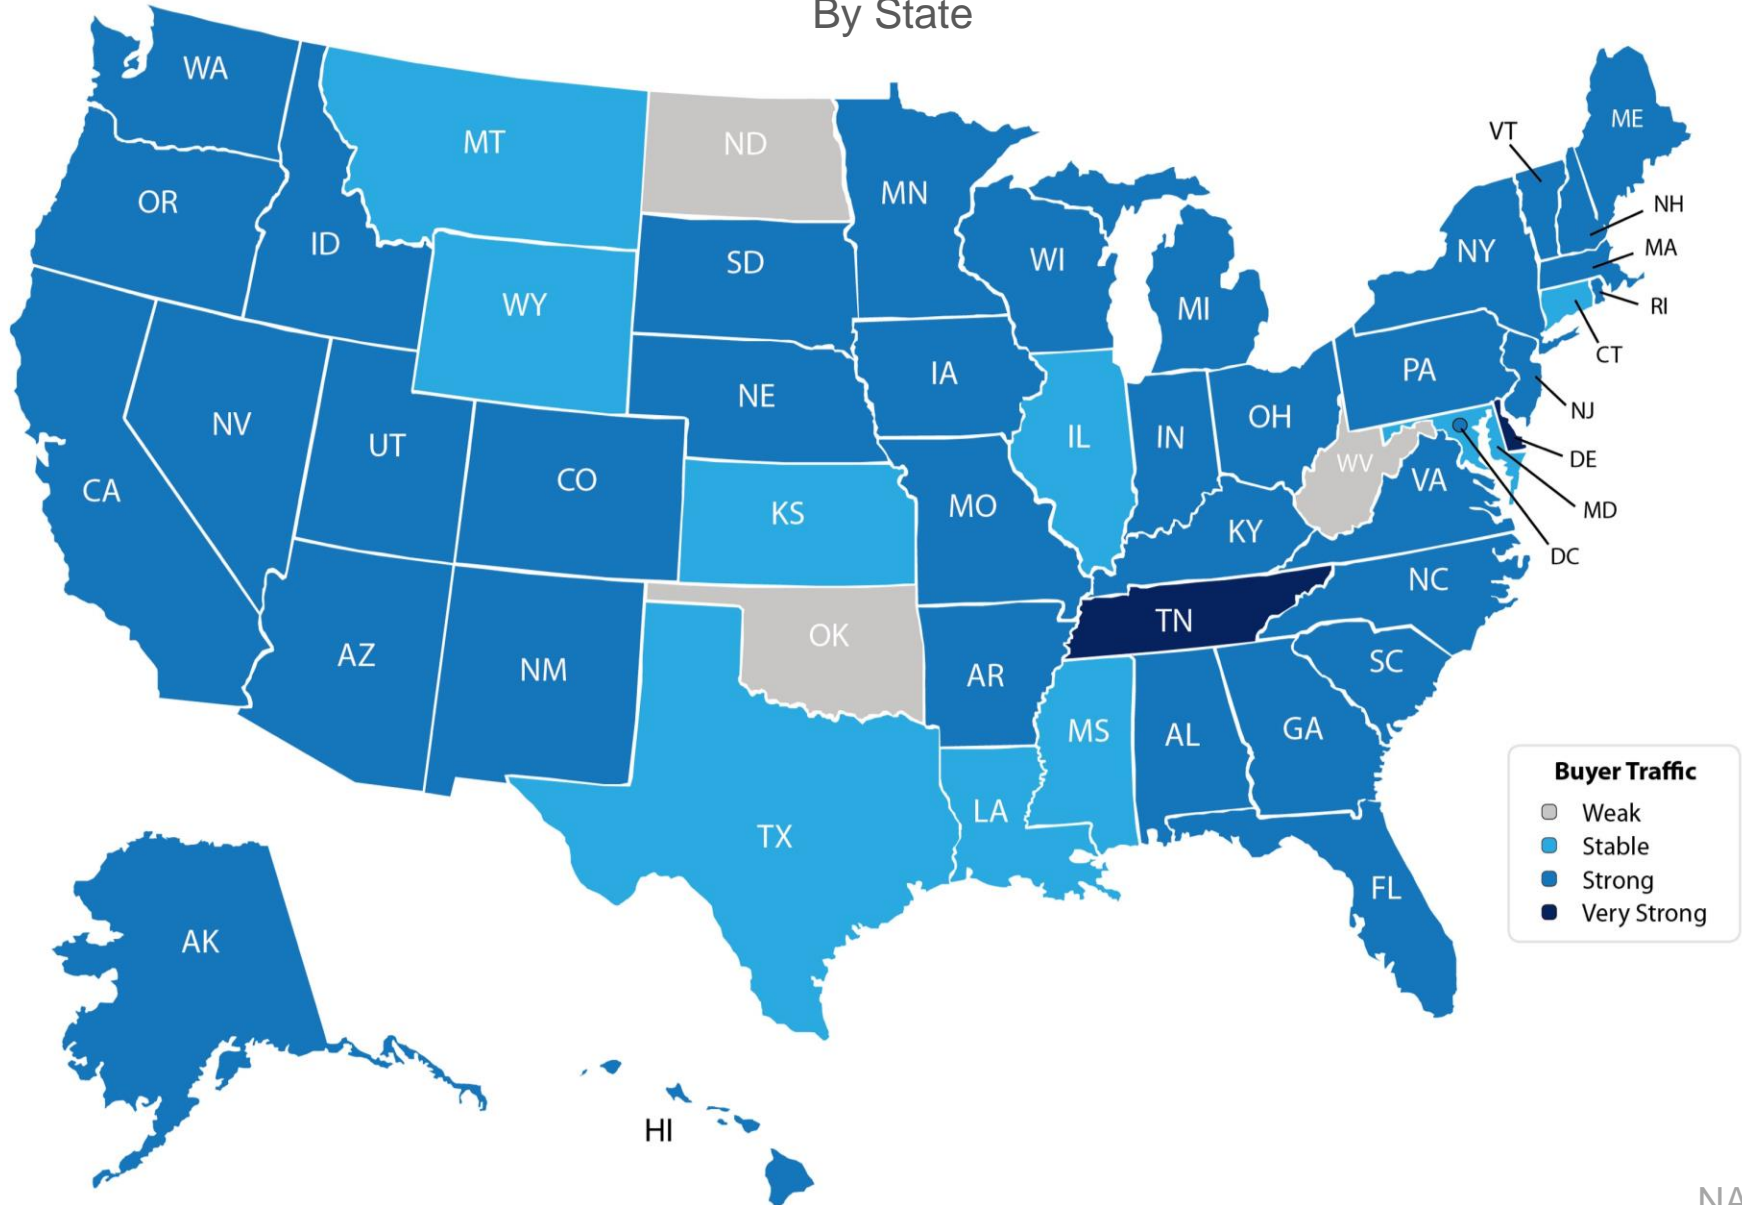 By State
WA
MT
ND
MN
ME
VT
OR
ID
SD
WI
NY
NH
MA
WY
MI
RI
CT
IA
PA
NE
NJ
NV
UT
IL
IN
OH
DE
CO
CA
KS
MO
WV
VA
MD
KY
DC
NC
TN
OK
AZ
NM
AR
SC
MS
AL
GA
LA
TX
FL
AK
HI
Buyer Traffic
Weak
Stable
Strong
Very Strong